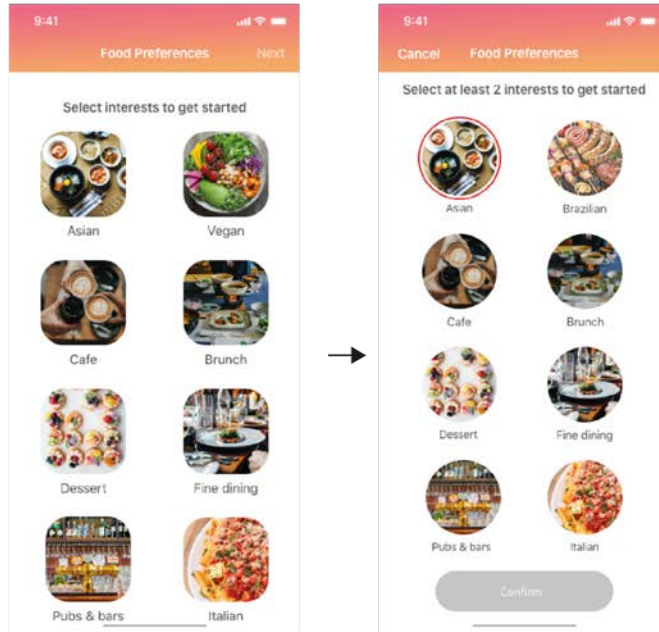 9:41
Food Preferences Next
Select interests to get started
Asian Vegan
Cafe Brunch
Dessert Fine dining
Pubs & bars Italian
9:41
Cancel Food Preferences
Select at least 2 interests to get started
Asian Brazilian
Cafe Brunch
Dessert Fine dining
Pubs & bars Italian
Confirm